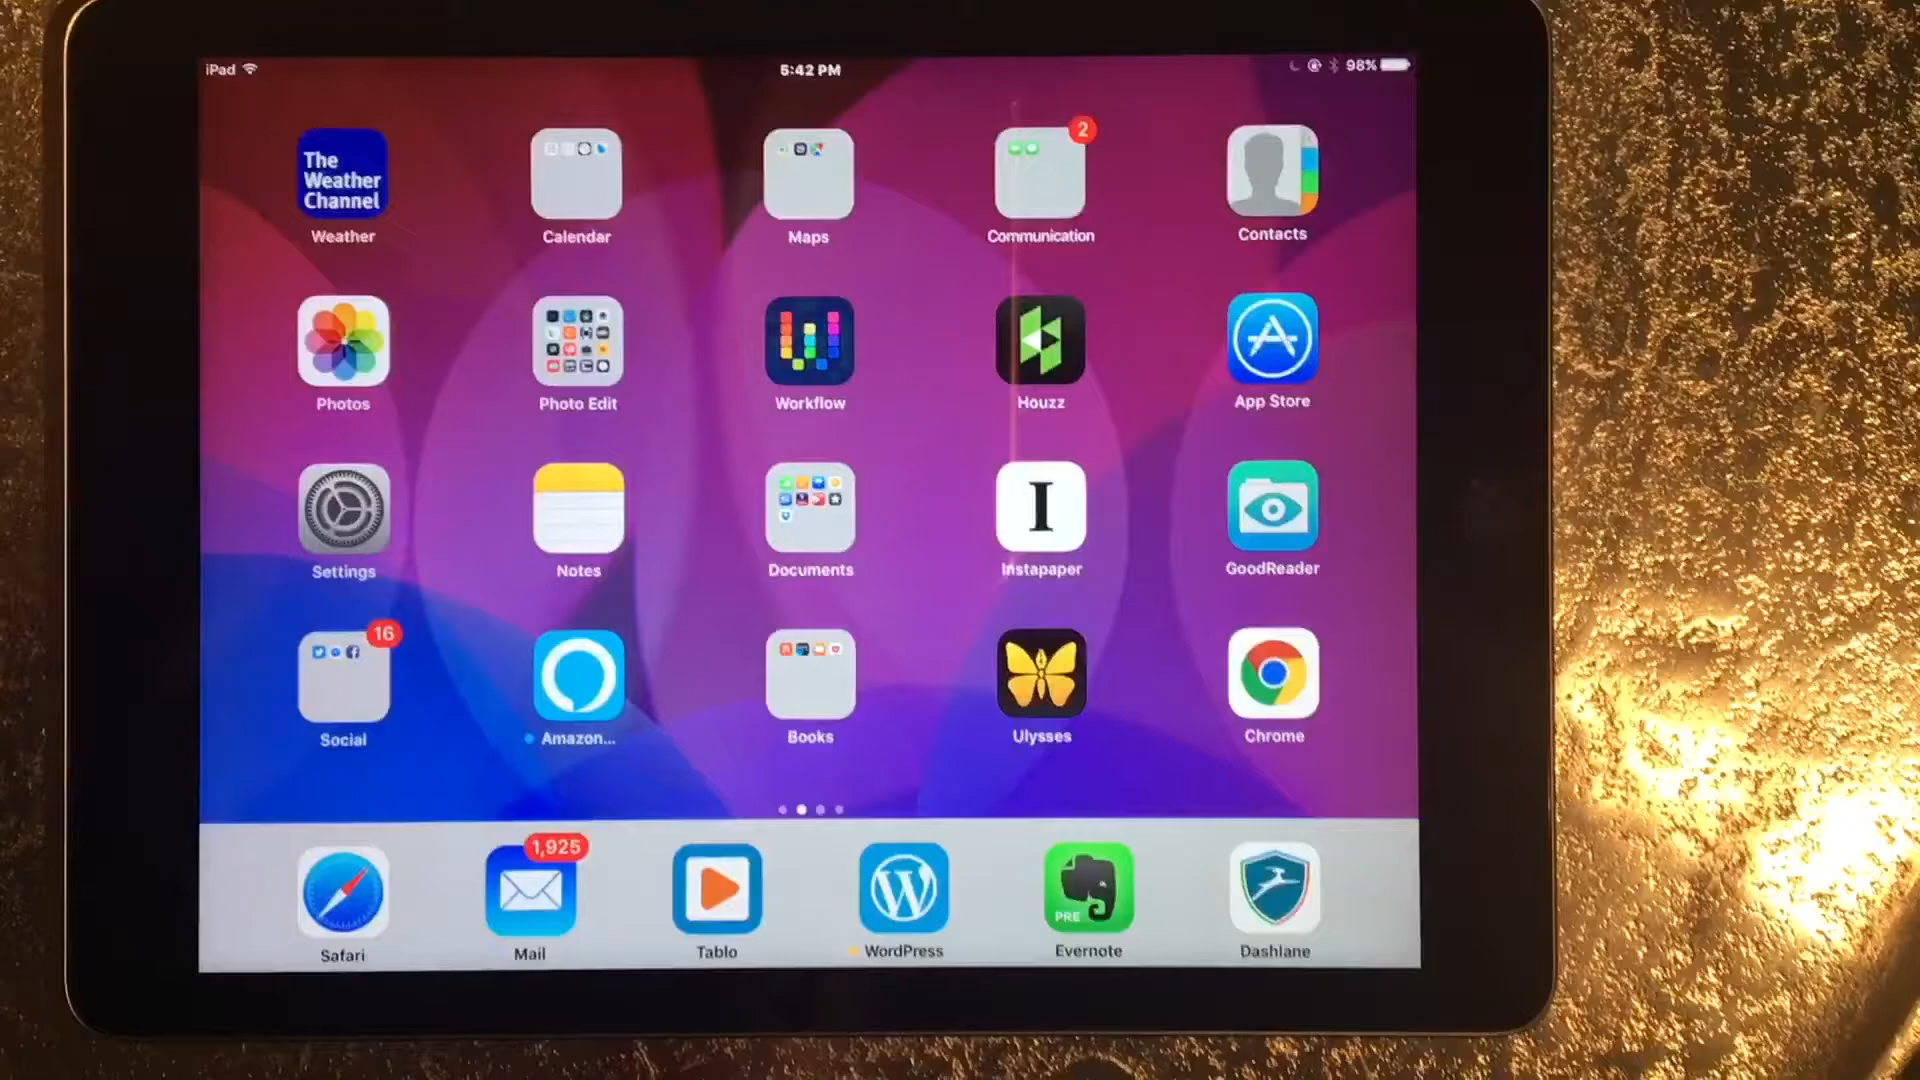 iPad
5:42 PM
98%
The
Weather
Channel
2
Weather
Calendar
Maps
Communication
Contacts
Photos
Photo Edit
Workflow
Houzz
App Store
I
Settings
Notes
Documents
Instapaper
GoodReader
16
Social
Amazon...
Books
Ulysses
Chrome
1,925
PRE
Safari
Mail
Tablo
WordPress
Evernote
Dashlane